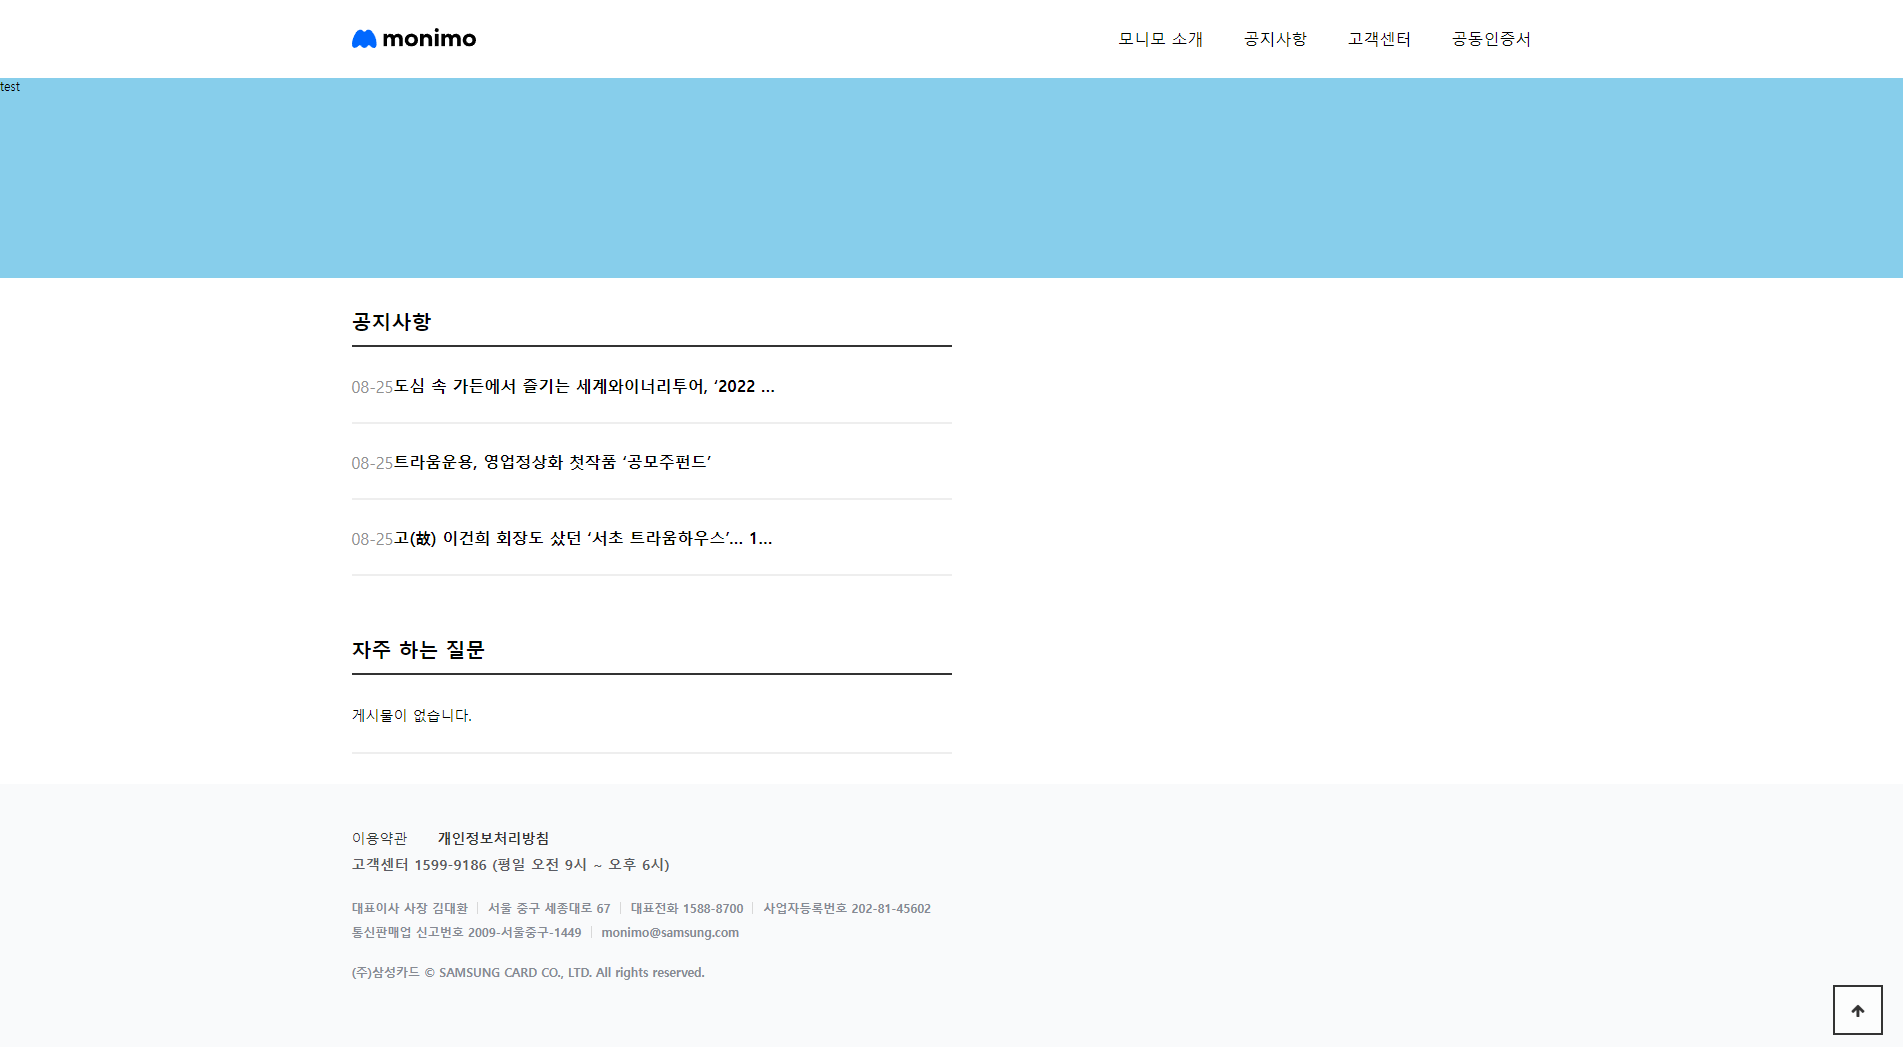 monimo
모니모 소개 공지사항 고객센터 공동인증서
test
공지사항
08-25도심 속 가든에서 즐기는 세계와이너리투어, ‘2022 …
08-25트라움운용, 영업정상화 첫작품 ‘공모주펀드’
08-25고(故) 이건희 회장도 샀던 ‘서초 트라움하우스’… 1…
자주 하는 질문
게시물이 없습니다.
이용약관 개인정보처리방침
고객센터 1599-9186 (평일 오전 9시 ~ 오후 6시)
대표이사 사장 김대환 | 서울 중구 세종대로 67 | 대표전화 1588-8700 | 사업자등록번호 202-81-45602
통신판매업 신고번호 2009-서울중구-1449 | monimo@samsung.com
(주)삼성카드 © SAMSUNG CARD CO., LTD. All rights reserved.